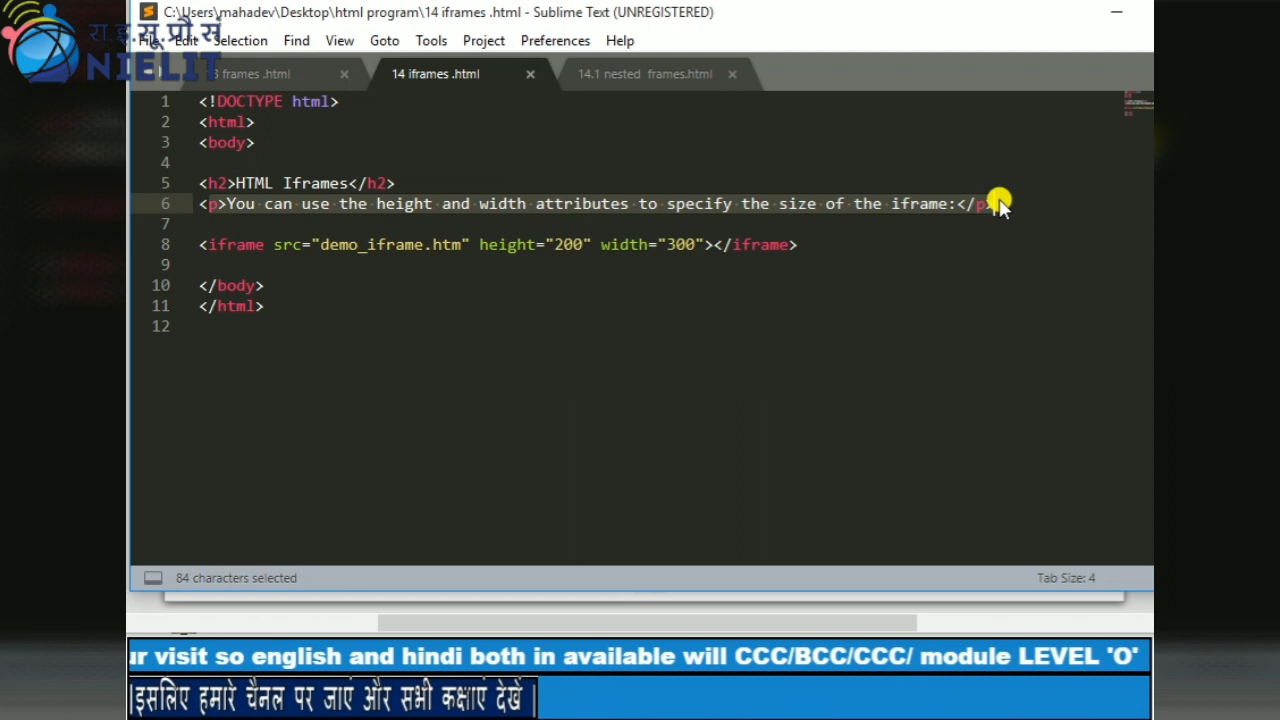 C:\Users\mahadev\Desktop\html program\14 iframes .html - Sublime Text (UNREGISTERED)
रा.इ.सू.प्रौ.सं
NIELIT
File Edit Selection Find View Goto Tools Project Preferences Help
frames .html 14 iframes .html 14.1 nested frames.html
1 <!DOCTYPE html>
2 <html>
3 <body>
4
5 <h2>HTML Iframes</h2>
6 <p>You can use the height and width attributes to specify the size of the iframe:</p>
7
8 <iframe src="demo_iframe.htm" height="200" width="300"></iframe>
9
10 </body>
11 </html>
12
84 characters selected Tab Size: 4
ur visit so english and hindi both in available will CCC/BCC/CCC/ module LEVEL 'O'
|इसलिए हमारे चैनल पर जाएं और सभी कक्षाएं देखें |